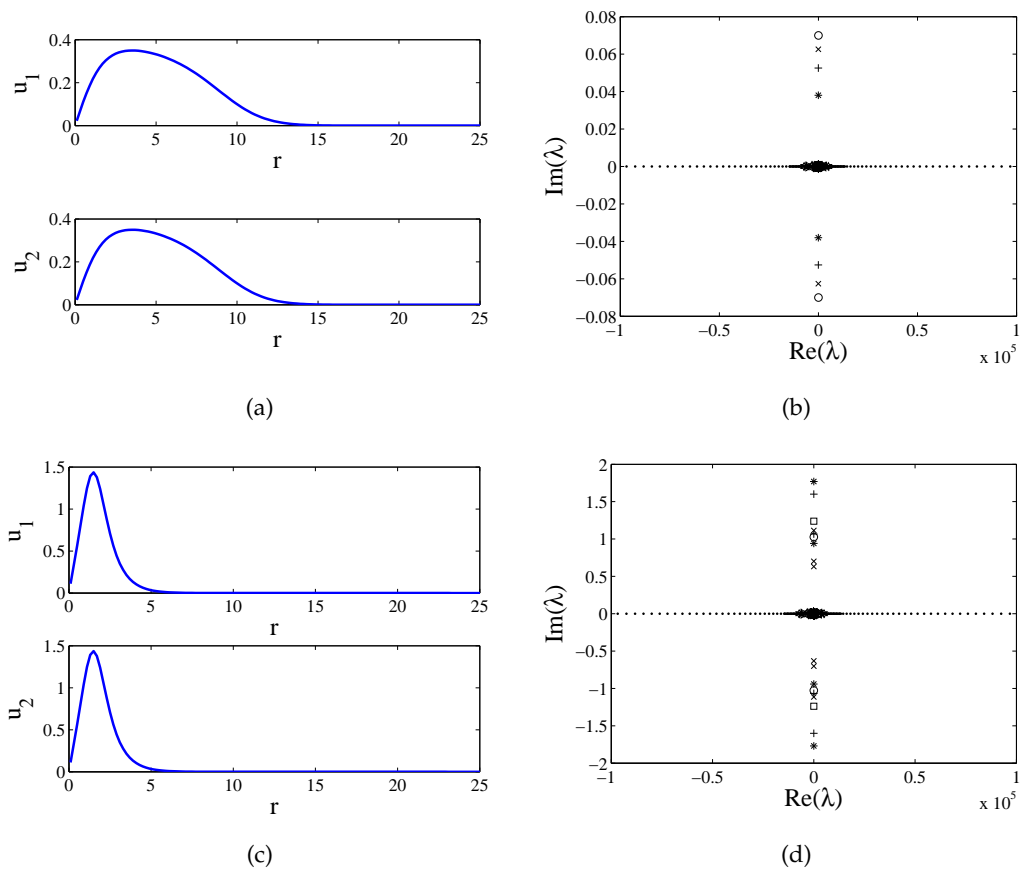 0.4
0.2
0
u1
0 5 10 15 20 25
r
0.4
0.2
0
u2
0 5 10 15 20 25
r
(a)
0.08
0.06
0.04
0.02
0
−0.02
−0.04
−0.06
−0.08
Im(λ)
−1 −0.5 0 0.5 1
Re(λ)
x 10^5
(b)
1.5
1
0.5
0
u1
0 5 10 15 20 25
r
1.5
1
0.5
0
u2
0 5 10 15 20 25
r
(c)
2
1.5
1
0.5
0
−0.5
−1
−1.5
−2
Im(λ)
−1 −0.5 0 0.5 1
Re(λ)
x 10^5
(d)